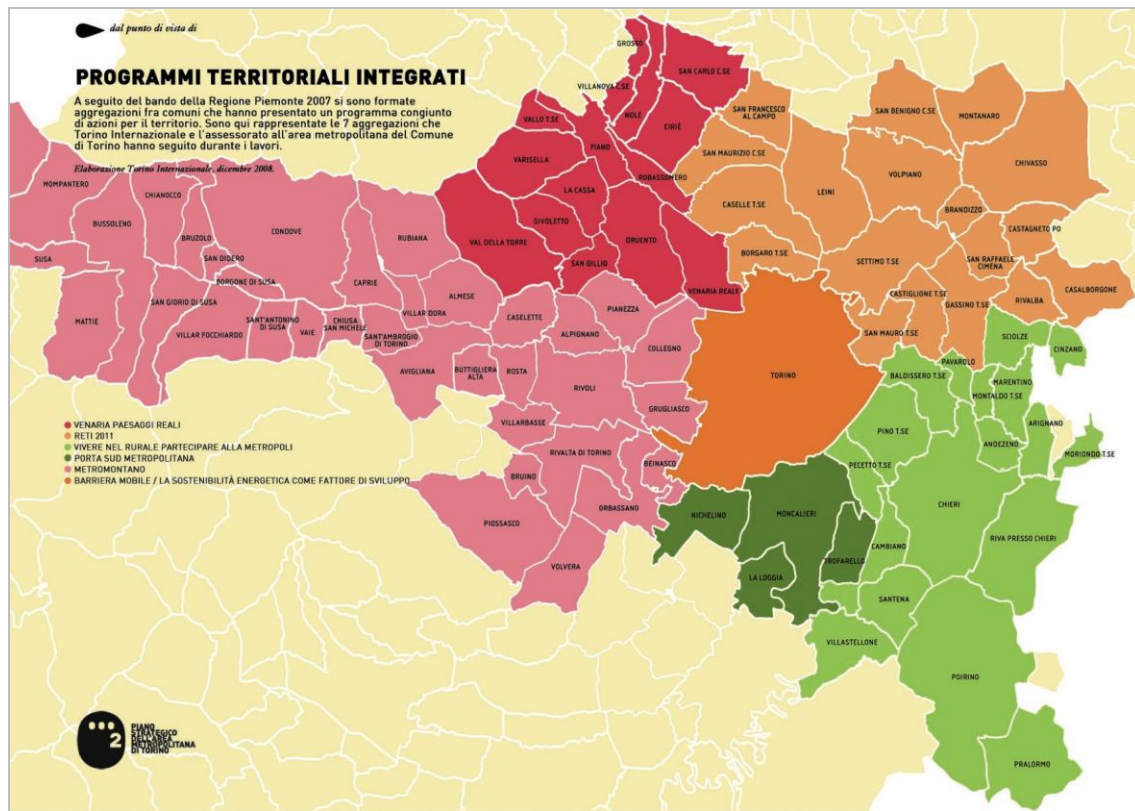 dal punto di vista di
PROGRAMMI TERRITORIALI INTEGRATI
A seguito del bando della Regione Piemonte 2007 si sono formate
aggregazioni fra comuni che hanno presentato un programma congiunto
di azioni per il territorio. Sono qui rappresentate le 7 aggregazioni che
Torino Internazionale e l'assessorato all'area metropolitana del Comune
di Torino hanno seguito durante i lavori.
Elaborazione Torino Internazionale, dicembre 2008.
GROSSO
SAN CARLO C.SE
VILLANOVA C.SE
NOLE
CIRIÈ
VALLO T.SE
FIANO
VARISELLA
ROBASSOMERO
LA CASSA
GIVOLETTO
VAL DELLA TORRE
DRUENTO
SAN GILLIO
VENARIA REALE
SAN FRANCESCO
AL CAMPO
SAN BENIGNO C.SE
MONTANARO
SAN MAURIZIO C.SE
CHIVASSO
VOLPIANO
LEINI
CASELLE T.SE
BRANDIZZO
CASTAGNETO PO
BORGARO T.SE
SETTIMO T.SE
SAN RAFFAELE
CIMENA
CASTIGLIONE T.SE
GASSINO T.SE
RIVALBA
CASALBORGONE
SAN MAURO T.SE
MOMPANTERO
CHIANOCCO
BUSSOLENO
BRUZOLO
CONDOVE
RUBIANA
SUSA
SAN DIDERO
BORGONE DI SUSA
CAPRIE
SAN GIORIO DI SUSA
ALMESE
MATTIE
VILLAR FOCCHIARDO
SANT'ANTONINO
DI SUSA
VAIE
CHIUSA
SAN MICHELE
VILLAR DORA
SANT'AMBROGIO
DI TORINO
CASELETTE
PIANEZZA
ALPIGNANO
COLLEGNO
AVIGLIANA
BUTTIGLIERA
ALTA
ROSTA
RIVOLI
GRUGLIASCO
VILLARBASSE
RIVALTA DI TORINO
BEINASCO
BRUINO
ORBASSANO
PIOSSASCO
VOLVERA
TORINO
SCIOLZE
CINZANO
PAVAROLO
BALDISSERO T.SE
MARENTINO
MONTALDO T.SE
ARIGNANO
PINO T.SE
ANDEZENO
MORIONDO T.SE
PECETTO T.SE
CHIERI
RIVA PRESSO CHIERI
CAMBIANO
SANTENA
VILLASTELLONE
POIRINO
PRALORMO
NICHELINO
MONCALIERI
TROFARELLO
LA LOGGIA
VENARIA PAESAGGI REALI
RETI 2011
VIVERE NEL RURALE PARTECIPARE ALLA METROPOLI
PORTA SUD METROPOLITANA
METROMONTANO
BARRIERA MOBILE / LA SOSTENIBILITÀ ENERGETICA COME FATTORE DI SVILUPPO
2
PIANO
STRATEGICO
DELL'AREA
METROPOLITANA
DI TORINO